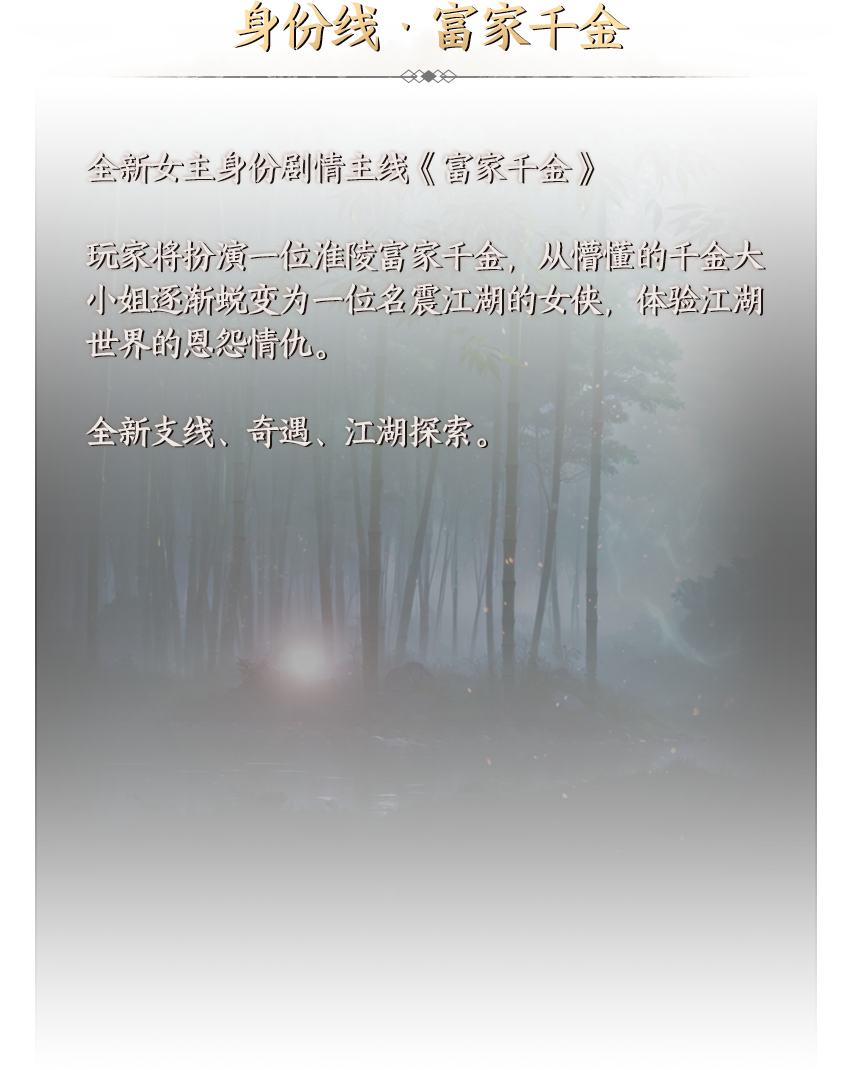 身份线·富家千金
全新女主身份剧情主线《富家千金》
玩家将扮演一位淮陵富家千金，从懵懂的千金大
小姐逐渐蜕变为一位名震江湖的女侠，体验江湖
世界的恩怨情仇。
全新支线、奇遇、江湖探索。